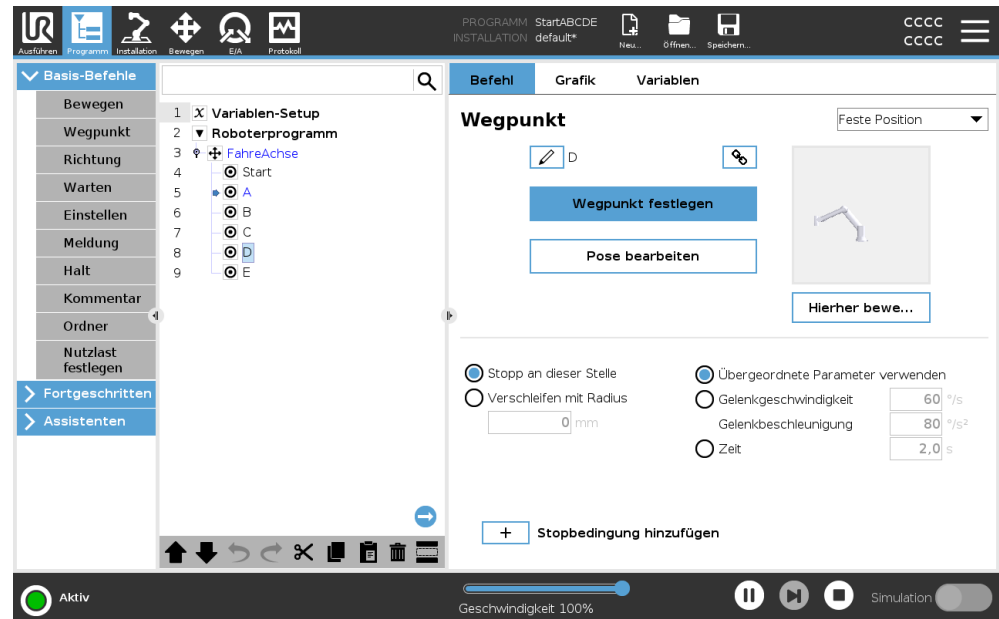 PROGRAMM StartABCDE
INSTALLATION default*
CCCC
CCCC
Ausführen Programm Installation Bewegen E/A Protokoll Neu... Öffnen... Speichern...
Basis-Befehle
Bewegen
Wegpunkt
Richtung
Warten
Einstellen
Meldung
Halt
Kommentar
Ordner
Nutzlast
festlegen
Fortgeschritten
Assistenten
1 X Variablen-Setup
2 Roboterprogramm
3 FahreAchse
4 Start
5 A
6 B
7 C
8 D
9 E
Befehl Grafik Variablen
Wegpunkt
Feste Position
D
Wegpunkt festlegen
Pose bearbeiten
Hierher bewe...
Stopp an dieser Stelle
Verschleifen mit Radius
0 mm
Übergeordnete Parameter verwenden
Gelenkgeschwindigkeit 60 °/s
Gelenkbeschleunigung 80 °/s²
Zeit 2,0 s
+ Stopbedingung hinzufügen
Aktiv
Geschwindigkeit 100%
Simulation